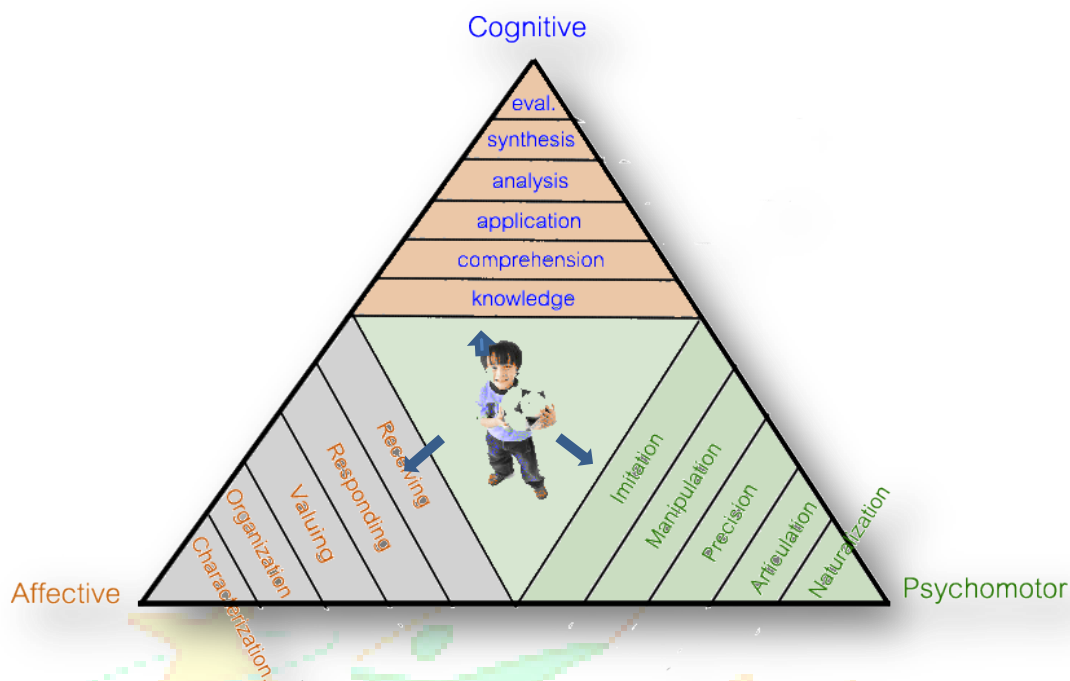 Cognitive
eval.
synthesis
analysis
application
comprehension
knowledge
Receiving
Responding
Valuing
Organization
Characterization.
Imitation
Manipulation
Precision
Articulation
Naturalization
Affective
Psychomotor